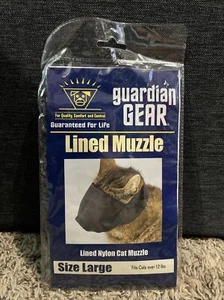 guardian
GEAR
For Quality, Comfort and Control
Guaranteed For Life
Lined Muzzle
Lined Nylon Cat Muzzle
Size Large
Fits Cats over 12 lbs